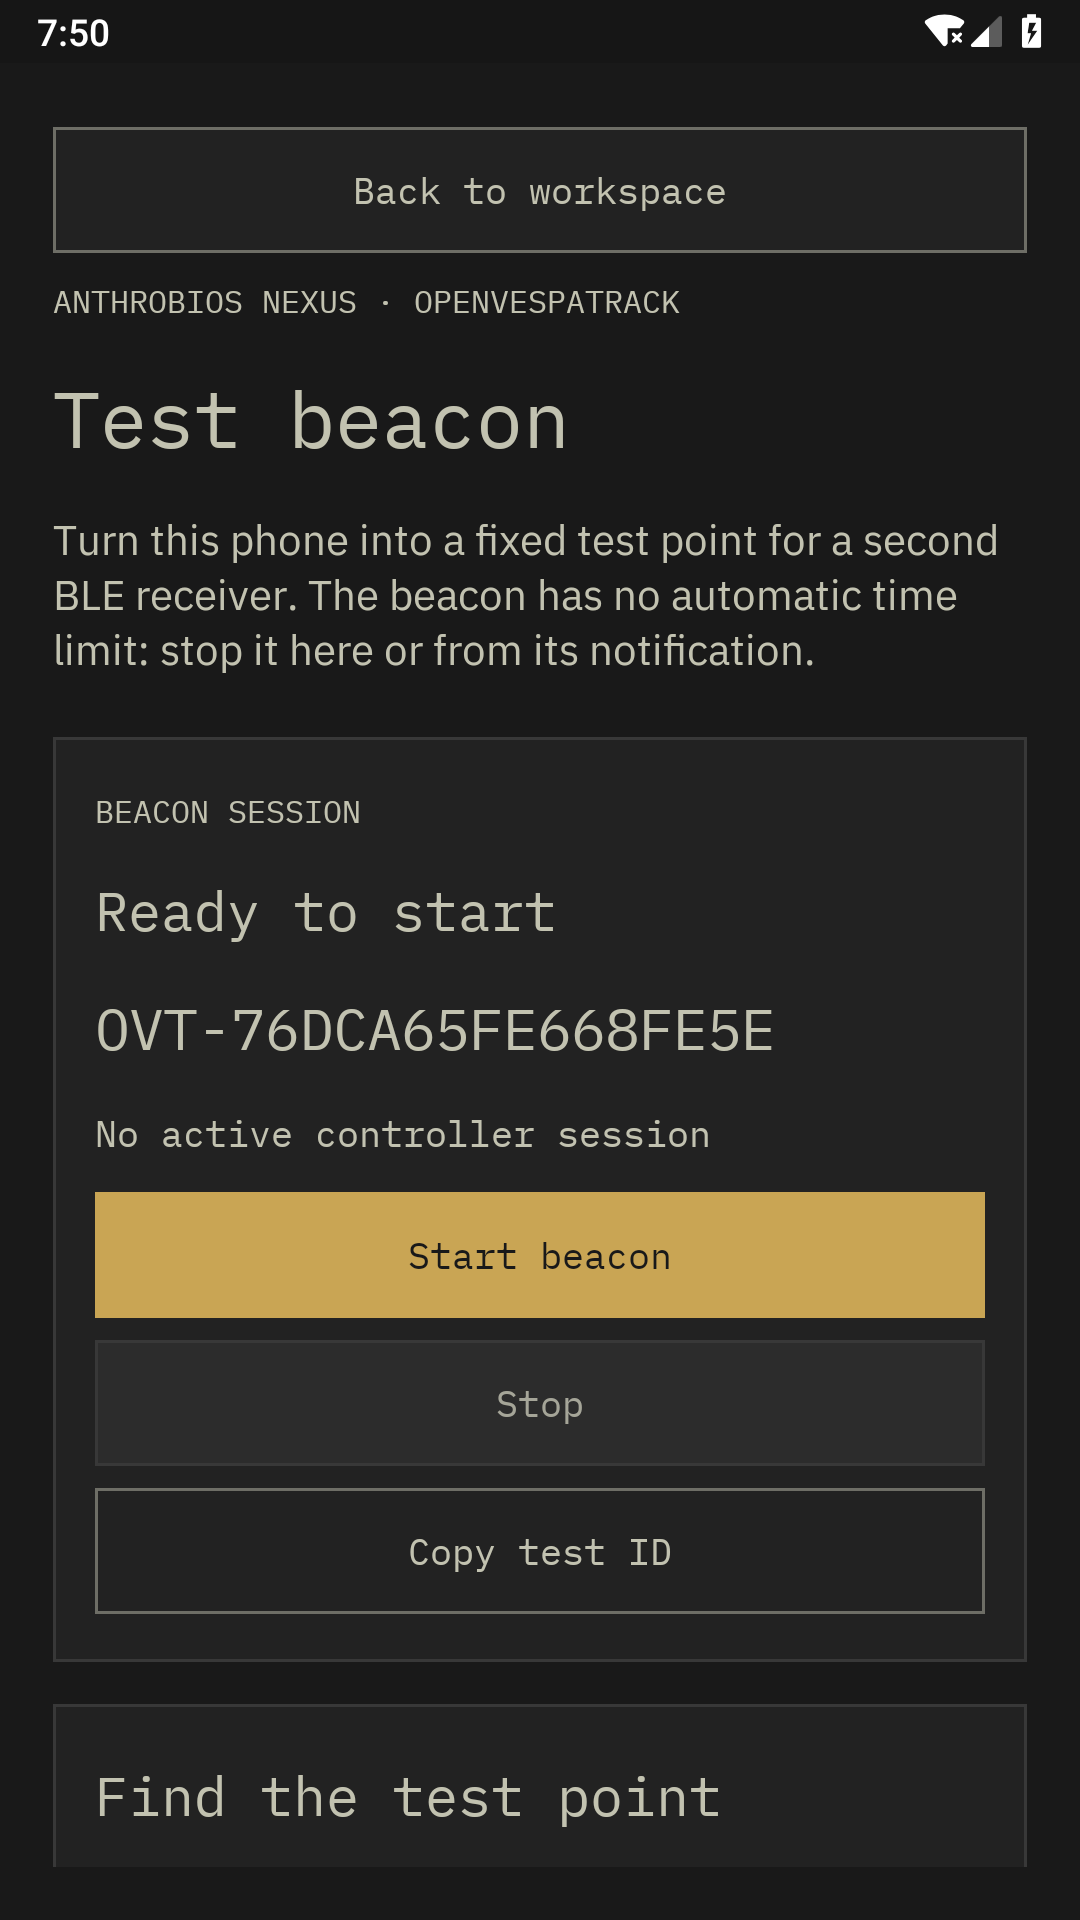 7:50
Back to workspace
ANTHROBIOS NEXUS · OPENVESPATRACK
Test beacon
Turn this phone into a fixed test point for a second
BLE receiver. The beacon has no automatic time
limit: stop it here or from its notification.
BEACON SESSION
Ready to start
OVT-76DCA65FE668FE5E
No active controller session
Start beacon
Stop
Copy test ID
Find the test point